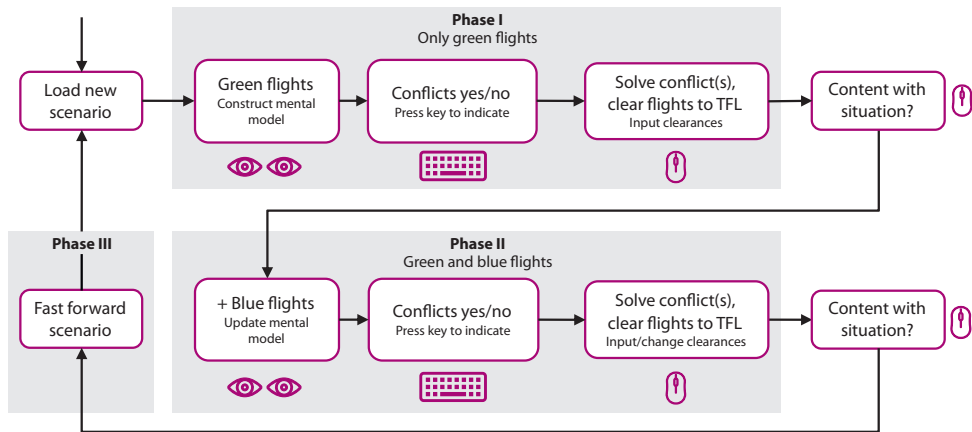 Phase I
Only green flights
Load new
scenario
Green flights
Construct mental
model
Conflicts yes/no
Press key to indicate
Solve conflict(s),
clear flights to TFL
Input clearances
Content with
situation?
Phase III
Fast forward
scenario
Phase II
Green and blue flights
+ Blue flights
Update mental
model
Conflicts yes/no
Press key to indicate
Solve conflict(s),
clear flights to TFL
Input/change clearances
Content with
situation?